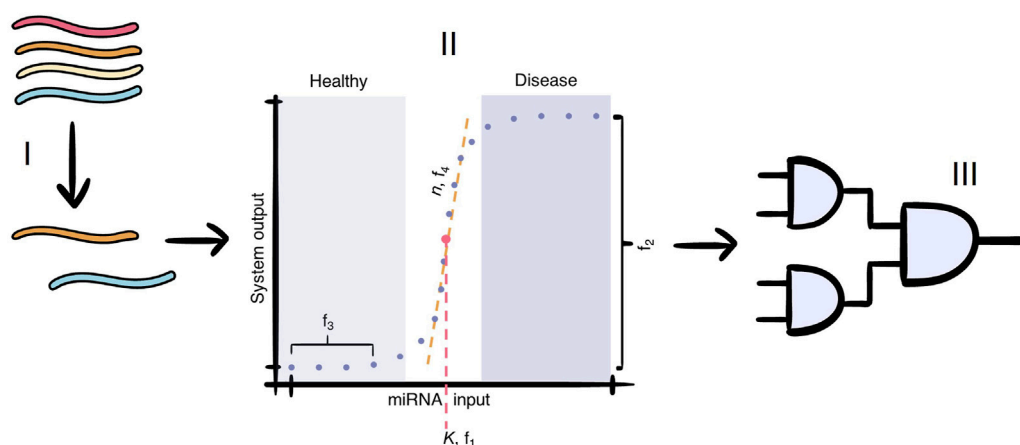 II
Healthy
Disease
I
III
n, f4
System output
f2
f3
miRNA input
K, f1